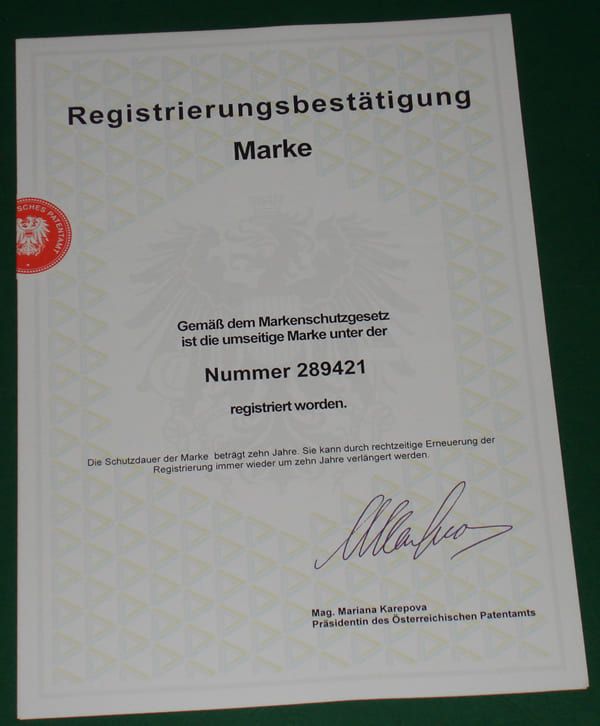 Registrierungsbestätigung
Marke
SCHES PATENTAMT
Gemäß dem Markenschutzgesetz
ist die umseitige Marke unter der
Nummer 289421
registriert worden.
Die Schutzdauer der Marke beträgt zehn Jahre. Sie kann durch rechtzeitige Erneuerung der
Registrierung immer wieder um zehn Jahre verlängert werden.
Mag. Mariana Karepova
Präsidentin des Österreichischen Patentamts